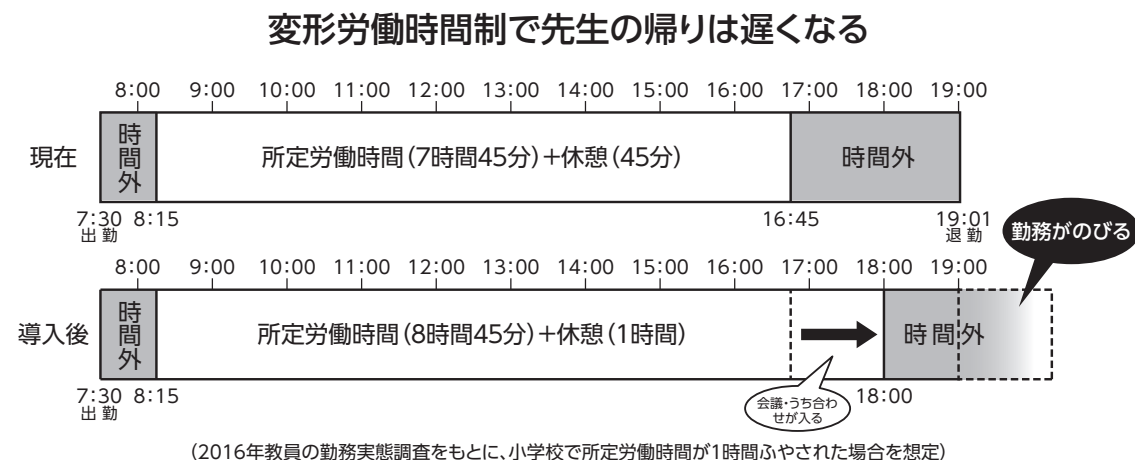 変形労働時間制で先生の帰りは遅くなる
8:00 9:00 10:00 11:00 12:00 13:00 14:00 15:00 16:00 17:00 18:00 19:00
現在
時間外
所定労働時間(7時間45分)+休憩(45分)
時間外
7:30 8:15 16:45 19:01
出勤 退勤
勤務がのびる
8:00 9:00 10:00 11:00 12:00 13:00 14:00 15:00 16:00 17:00 18:00 19:00
導入後
時間外
所定労働時間(8時間45分)+休憩(1時間)
時間外
7:30 8:15 18:00
出勤
会議・うち合わ
せが入る
(2016年教員の勤務実態調査をもとに、小学校で所定労働時間が1時間ふやされた場合を想定)